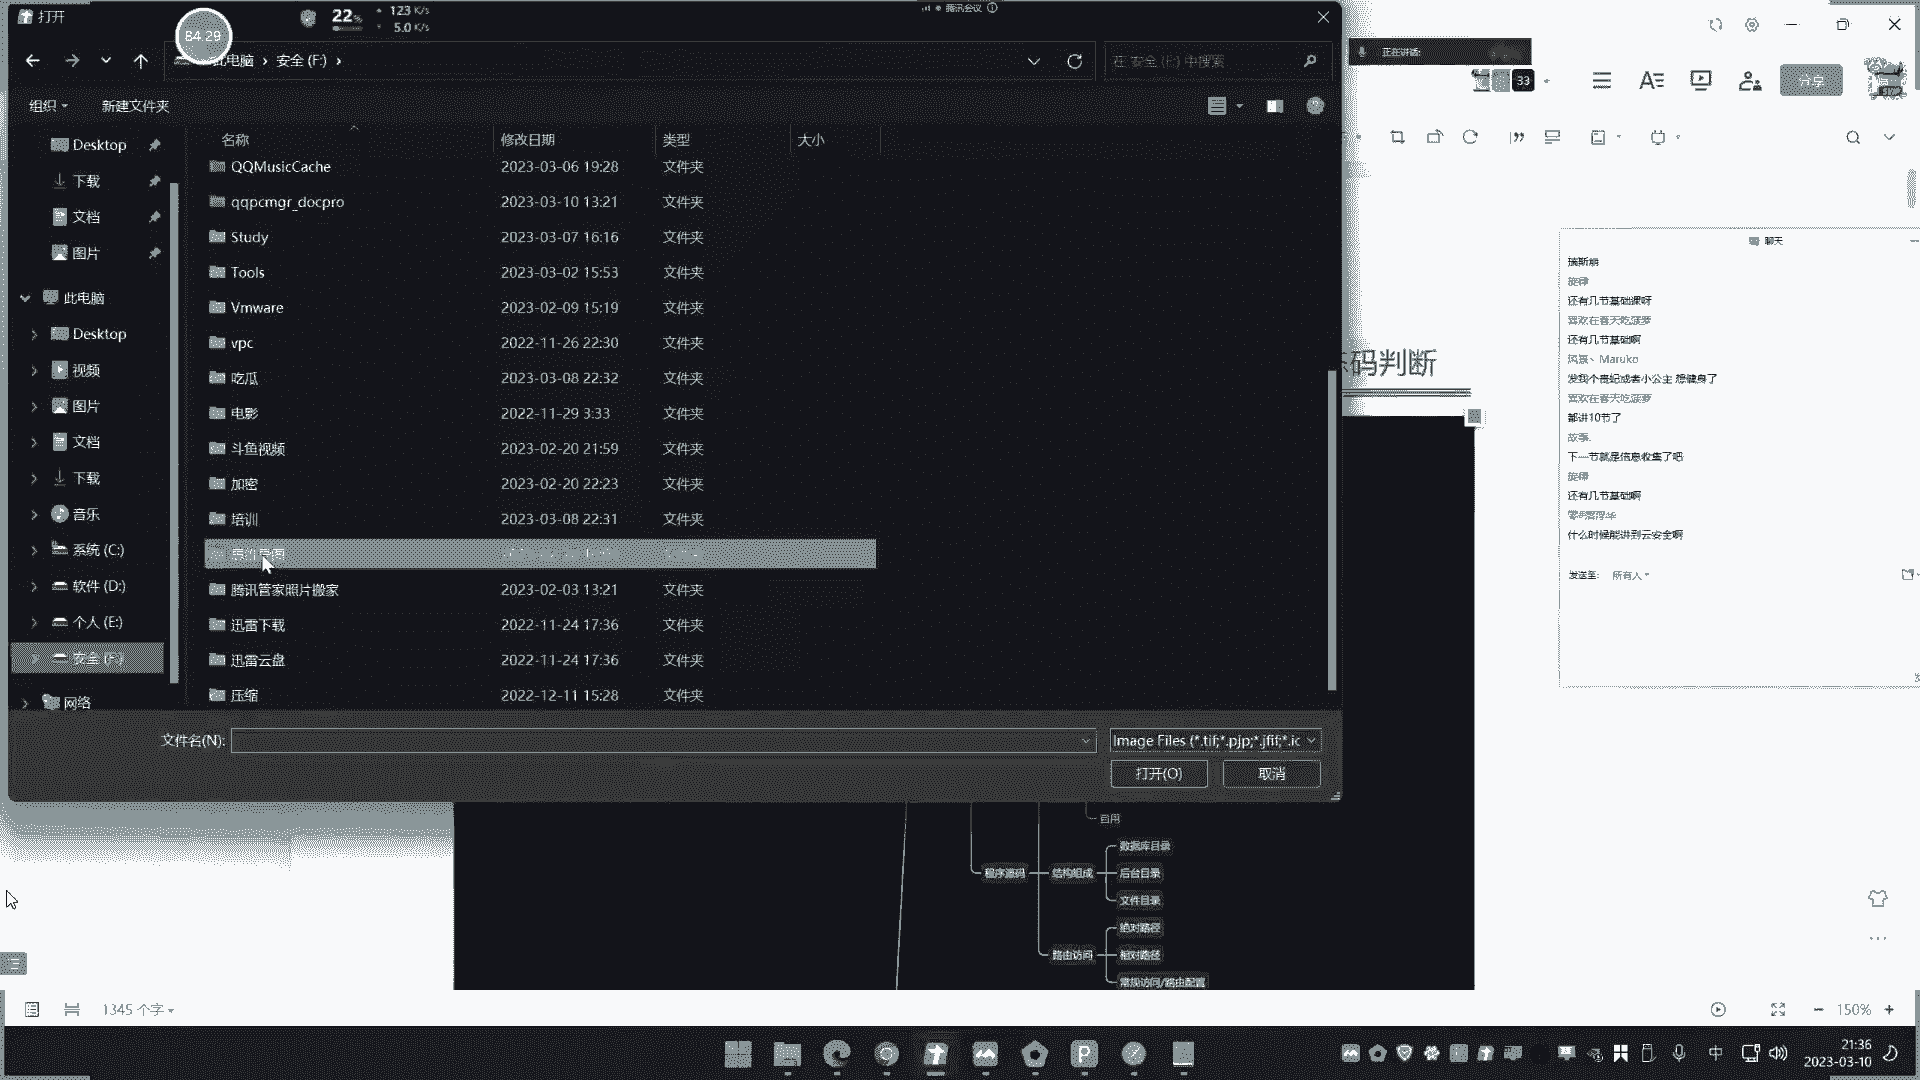 打开
84.29
22%
123 K/s
5.0 K/s
腾讯会议
此电脑 › 安全 (F:) ›
在 安全 (F:) 中搜索
组织
新建文件夹
名称
修改日期
类型
大小
Desktop
下载
文档
图片
此电脑
Desktop
视频
图片
文档
下载
音乐
系统 (C:)
软件 (D:)
个人 (E:)
安全 (F:)
网络
QQMusicCache 2023-03-06 19:28 文件夹
qqpcmgr_docpro 2023-03-10 13:21 文件夹
Study 2023-03-07 16:16 文件夹
Tools 2023-03-02 15:53 文件夹
Vmware 2023-02-09 15:19 文件夹
vpc 2022-11-26 22:30 文件夹
吃瓜 2023-03-08 22:32 文件夹
电影 2022-11-29 3:33 文件夹
斗鱼视频 2023-02-20 21:59 文件夹
加密 2023-02-20 22:23 文件夹
培训 2023-03-08 22:31 文件夹
腾讯管家照片搬家 2023-02-03 13:21 文件夹
迅雷下载 2022-11-24 17:36 文件夹
迅雷云盘 2022-11-24 17:36 文件夹
压缩 2022-12-11 15:28 文件夹
文件名(N):
Image Files (*.tif;*.pjp;*.jfif;*.ic
打开(O)
取消
正在讲话:
33
分享
码判断
聊天
瑞斯崩
旋律
还有几节基础课呀
喜欢在春天吃菠萝
还有几节基础啊
风景、Maruko
发我个贵妃或者小公主 想健身了
喜欢在春天吃菠萝
都讲10节了
故事.
下一节就是信息收集了吧
旋律
还有几节基础啊
什么时候能讲到云安全啊
发送至: 所有人
程序源码
结构组成
数据库目录
后台目录
文件目录
路由访问
绝对路径
相对路径
常规访问/路由配置
1345 个字
150%
中
21:36
2023-03-10